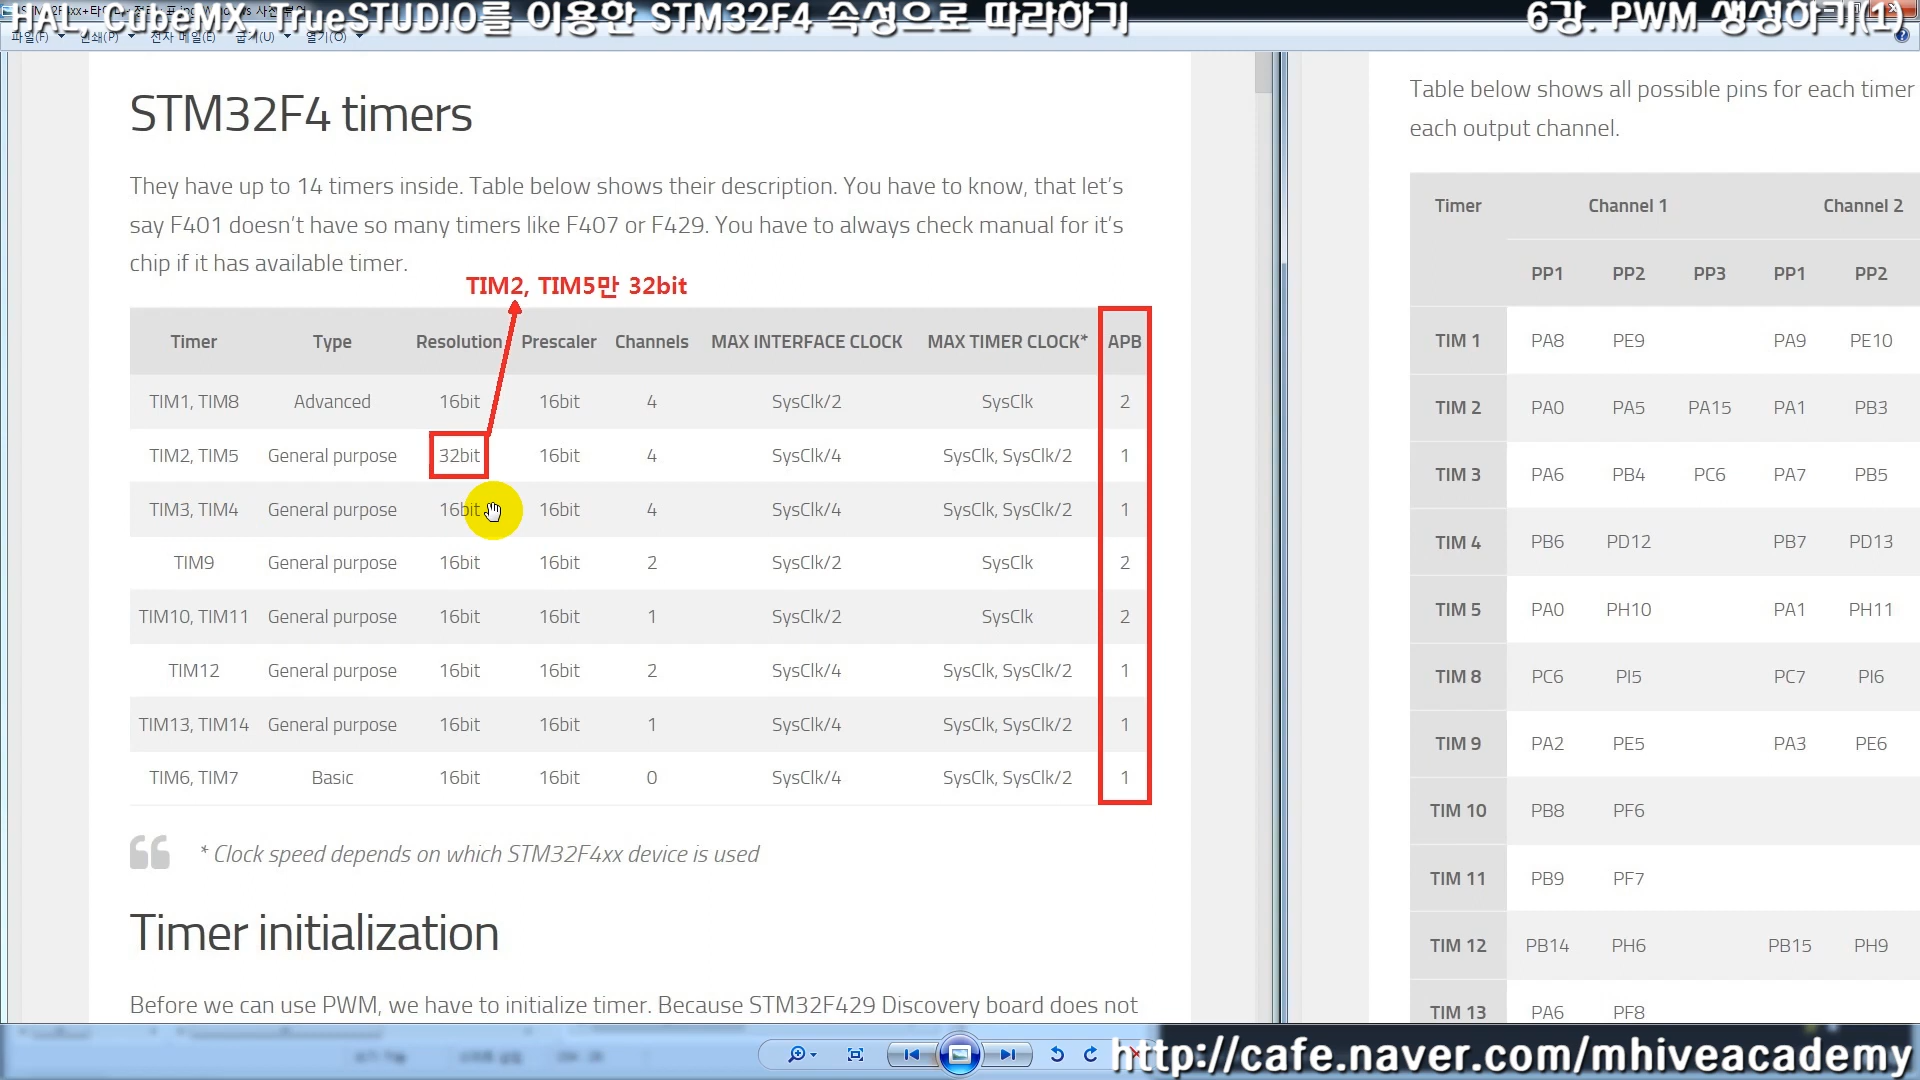 HAL, CubeMX, TrueSTUDIO를 이용한 STM32F4 속성으로 따라하기
6강. PWM 생성하기(1)
파일(F) 인쇄(P) 전자 메일(E) 굽기(U) 열기(O)
STM32F4 timers
They have up to 14 timers inside. Table below shows their description. You have to know, that let's
say F401 doesn't have so many timers like F407 or F429. You have to always check manual for it's
chip if it has available timer.
TIM2, TIM5만 32bit
Timer Type Resolution Prescaler Channels MAX INTERFACE CLOCK MAX TIMER CLOCK* APB
TIM1, TIM8 Advanced 16bit 16bit 4 SysClk/2 SysClk 2
TIM2, TIM5 General purpose 32bit 16bit 4 SysClk/4 SysClk, SysClk/2 1
TIM3, TIM4 General purpose 16bit 16bit 4 SysClk/4 SysClk, SysClk/2 1
TIM9 General purpose 16bit 16bit 2 SysClk/2 SysClk 2
TIM10, TIM11 General purpose 16bit 16bit 1 SysClk/2 SysClk 2
TIM12 General purpose 16bit 16bit 2 SysClk/4 SysClk, SysClk/2 1
TIM13, TIM14 General purpose 16bit 16bit 1 SysClk/4 SysClk, SysClk/2 1
TIM6, TIM7 Basic 16bit 16bit 0 SysClk/4 SysClk, SysClk/2 1
* Clock speed depends on which STM32F4xx device is used
Timer initialization
Before we can use PWM, we have to initialize timer. Because STM32F429 Discovery board does not
Table below shows all possible pins for each timer
each output channel.
Timer Channel 1 Channel 2
PP1 PP2 PP3 PP1 PP2
TIM 1 PA8 PE9 PA9 PE10
TIM 2 PA0 PA5 PA15 PA1 PB3
TIM 3 PA6 PB4 PC6 PA7 PB5
TIM 4 PB6 PD12 PB7 PD13
TIM 5 PA0 PH10 PA1 PH11
TIM 8 PC6 PI5 PC7 PI6
TIM 9 PA2 PE5 PA3 PE6
TIM 10 PB8 PF6
TIM 11 PB9 PF7
TIM 12 PB14 PH6 PB15 PH9
TIM 13 PA6 PF8
http://cafe.naver.com/mhiveacademy